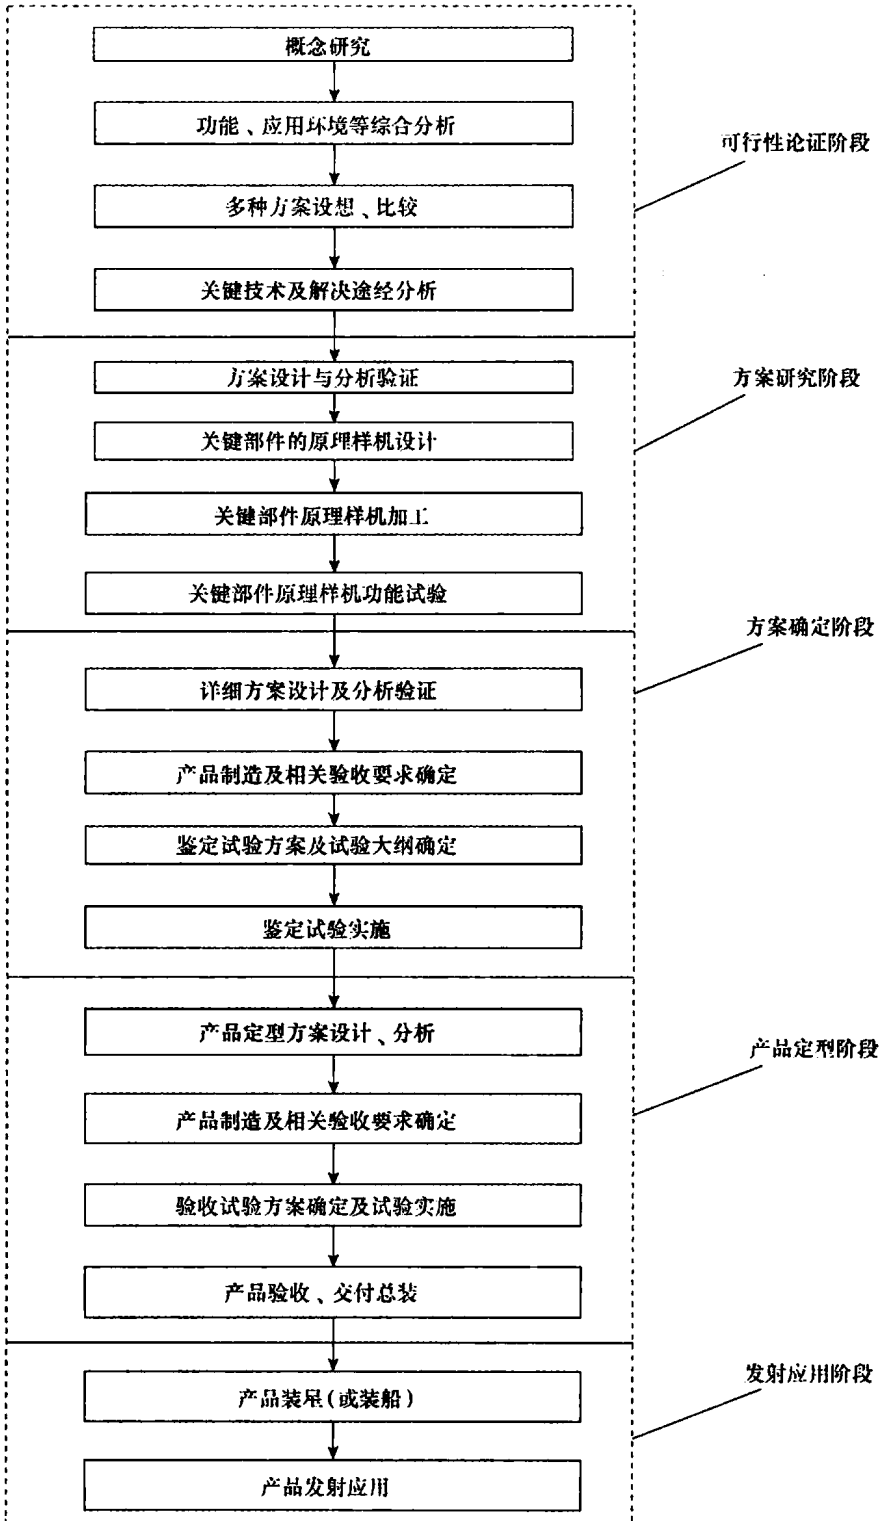 概念研究
功能、应用环境等综合分析
可行性论证阶段
多种方案设想、比较
关键技术及解决途经分析
方案设计与分析验证
方案研究阶段
关键部件的原理样机设计
关键部件原理样机加工
关键部件原理样机功能试验
方案确定阶段
详细方案设计及分析验证
产品制造及相关验收要求确定
鉴定试验方案及试验大纲确定
鉴定试验实施
产品定型方案设计、分析
产品定型阶段
产品制造及相关验收要求确定
验收试验方案确定及试验实施
产品验收、交付总装
发射应用阶段
产品装星(或装船)
产品发射应用